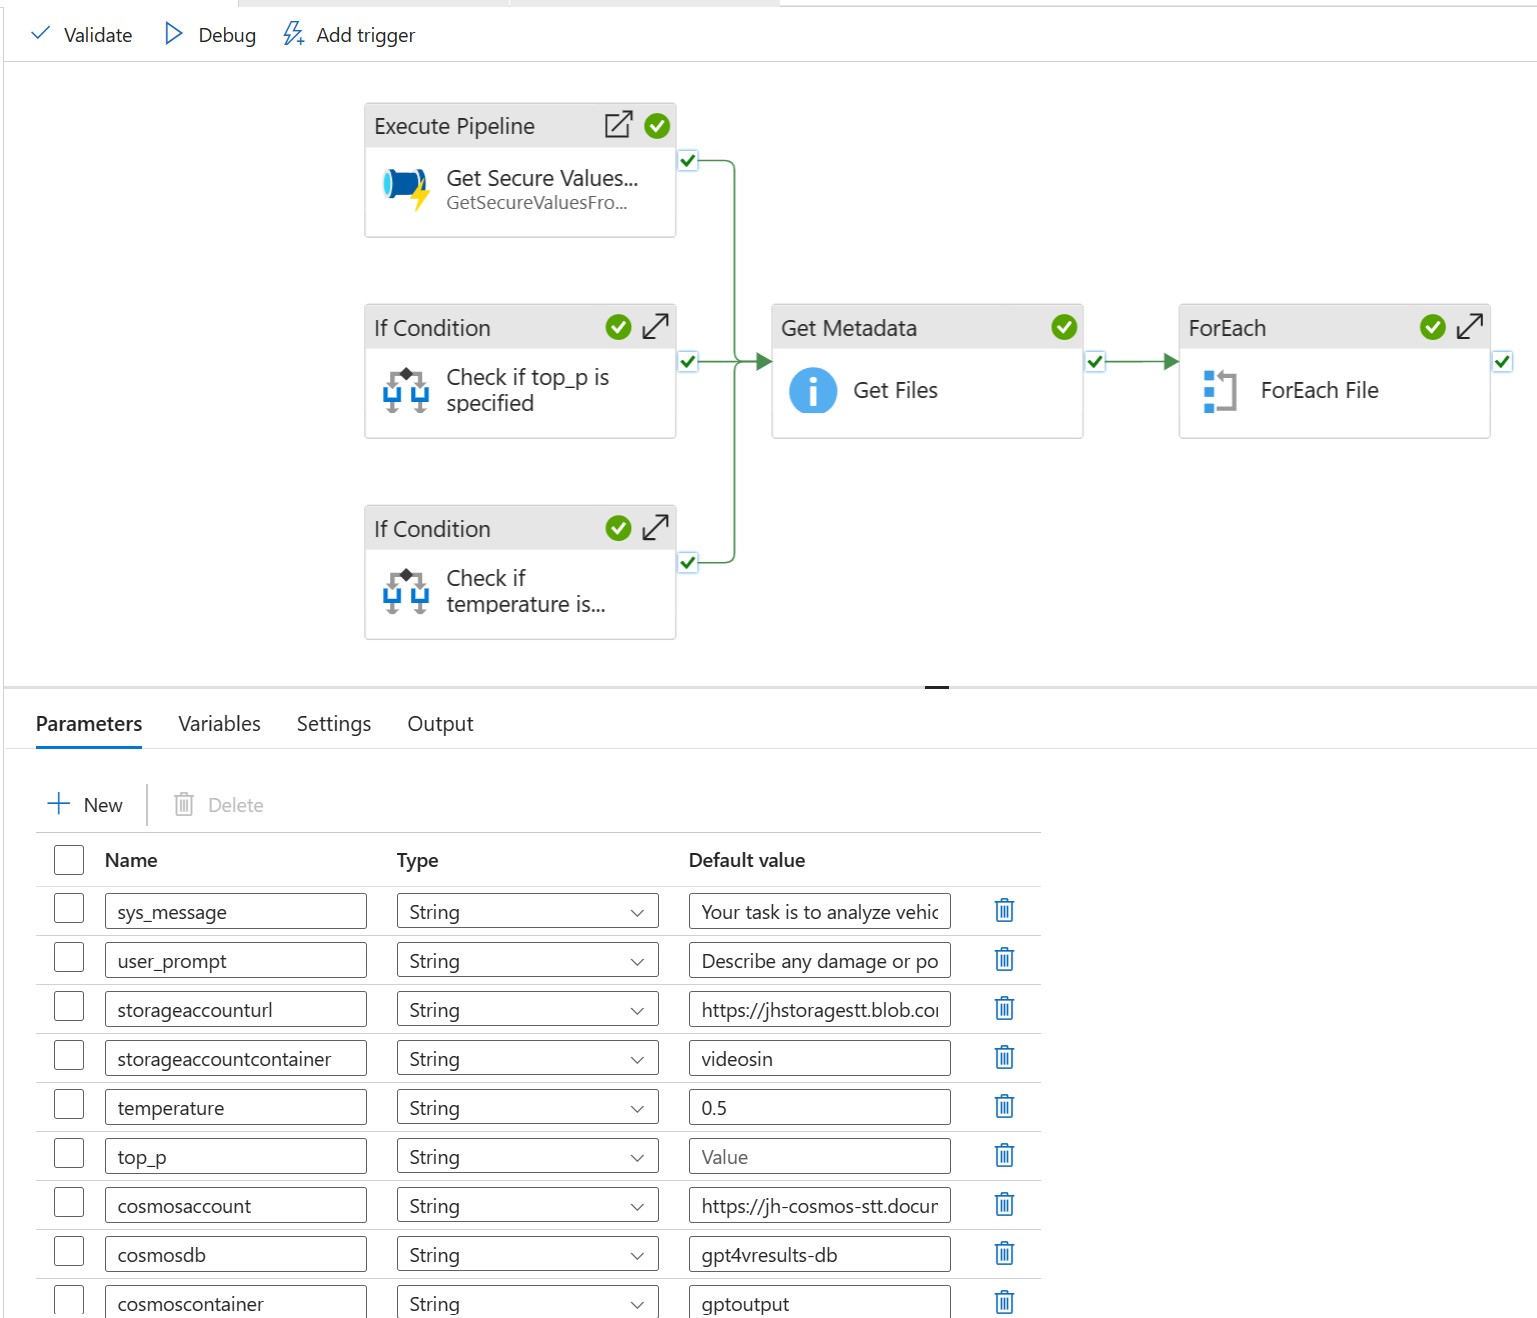 Validate Debug Add trigger
Execute Pipeline
Get Secure Values...
GetSecureValuesFro...
If Condition
Check if top_p is
specified
Get Metadata
Get Files
ForEach
ForEach File
If Condition
Check if
temperature is...
Parameters Variables Settings Output
New Delete
Name Type Default value
sys_message String Your task is to analyze vehic
user_prompt String Describe any damage or po
storageaccounturl String https://jhstoragestt.blob.co
storageaccountcontainer String videosin
temperature String 0.5
top_p String Value
cosmosaccount String https://jh-cosmos-stt.docur
cosmosdb String gpt4vresults-db
cosmoscontainer String gptoutput